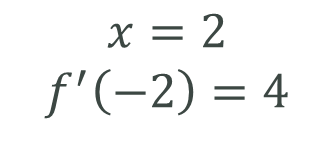 x = 2
f′(−2) = 4